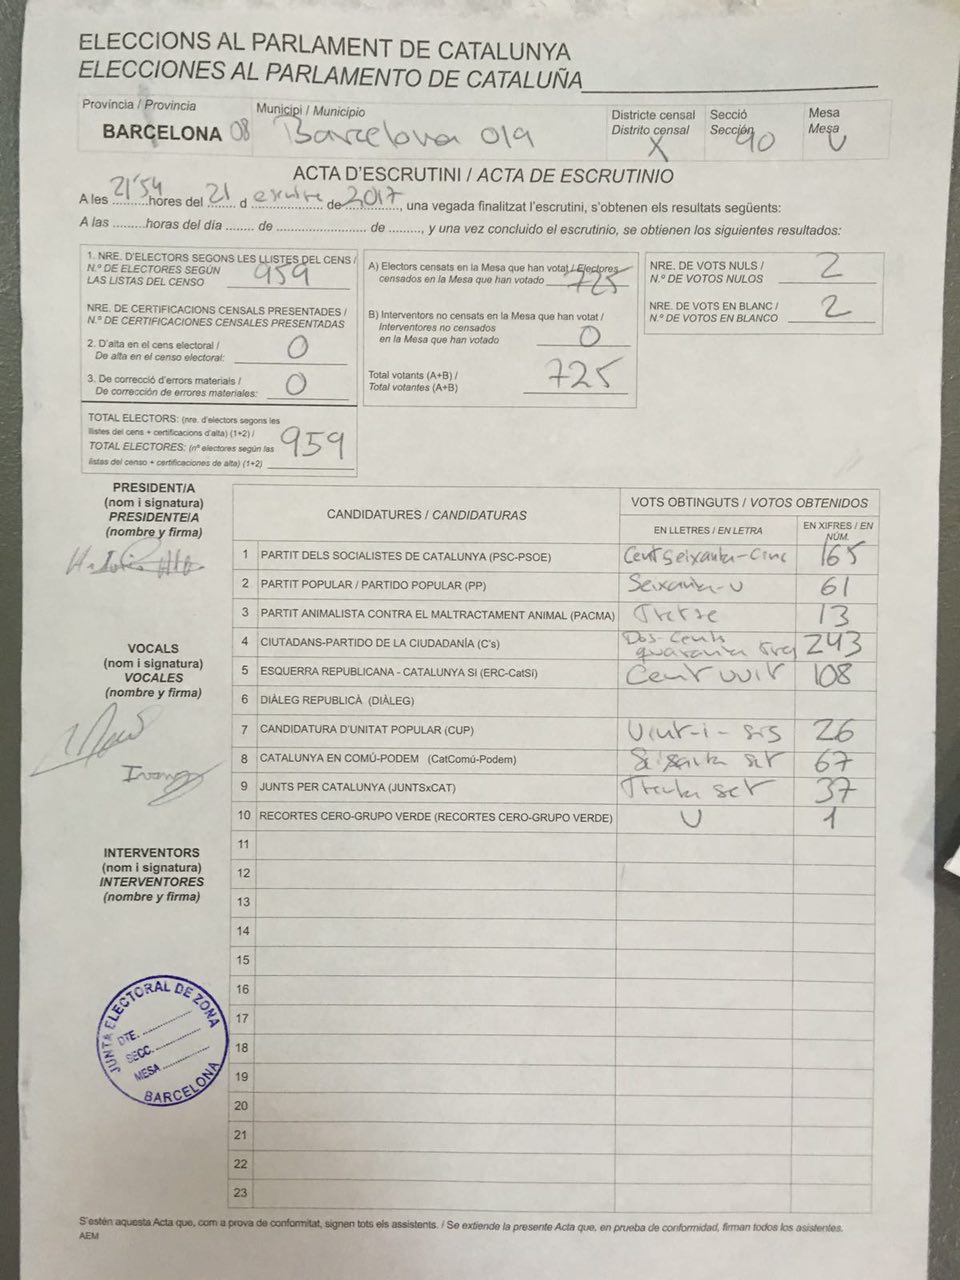 ELECCIONS AL PARLAMENT DE CATALUNYA
ELECCIONES AL PARLAMENTO DE CATALUÑA
Provincia / Provincia
BARCELONA 08
Municipi / Municipio
Barcelona 019
Districte censal
Distrito censal
X
Secció
Sección
90
Mesa
Mesa
U
ACTA D'ESCRUTINI / ACTA DE ESCRUTINIO
A les 21'54 hores del 21 d de 2017, una vegada finalitzat l'escrutini, s'obtenen els resultats següents:
A las ......... horas del día ........ de ......................... de ........, y una vez concluido el escrutinio, se obtienen los siguientes resultados:
1. NRE. D'ELECTORS SEGONS LES LLISTES DEL CENS /
N.º DE ELECTORES SEGÚN
LAS LISTAS DEL CENSO 959
NRE. DE CERTIFICACIONS CENSALS PRESENTADES /
N.º DE CERTIFICACIONES CENSALES PRESENTADAS
2. D'alta en el cens electoral /
De alta en el censo electoral: 0
3. De correcció d'errors materials /
De corrección de errores materiales: 0
TOTAL ELECTORS: (nre. d'electors segons les
llistes del cens + certificacions d'alta) (1+2) /
TOTAL ELECTORES: (nº electores según las
listas del censo + certificaciones de alta) (1+2) 959
A) Electors censats en la Mesa que han votat / Electores
censados en la Mesa que han votado 725
B) Interventors no censats en la Mesa que han votat /
Interventores no censados
en la Mesa que han votado 0
Total votants (A+B) /
Total votantes (A+B) 725
NRE. DE VOTS NULS /
N.º DE VOTOS NULOS 2
NRE. DE VOTS EN BLANC /
N.º DE VOTOS EN BLANCO 2
PRESIDENT/A
(nom i signatura)
PRESIDENTE/A
(nombre y firma)
VOCALS
(nom i signatura)
VOCALES
(nombre y firma)
Ivan
INTERVENTORS
(nom i signatura)
INTERVENTORES
(nombre y firma)
CANDIDATURES / CANDIDATURAS
VOTS OBTINGUTS / VOTOS OBTENIDOS
EN LLETRES / EN LETRA
EN XIFRES / EN NÚM.
1 PARTIT DELS SOCIALISTES DE CATALUNYA (PSC-PSOE) Cent seixanta-Cinc 165
2 PARTIT POPULAR / PARTIDO POPULAR (PP) Seixanta-u 61
3 PARTIT ANIMALISTA CONTRA EL MALTRACTAMENT ANIMAL (PACMA) Tretse 13
4 CIUTADANS-PARTIDO DE LA CIUDADANÍA (C's) Dos-Cents quaranta tres 243
5 ESQUERRA REPUBLICANA - CATALUNYA SI (ERC-CatSí) Cent vuit 108
6 DIÀLEG REPUBLICÀ (DIÀLEG)
7 CANDIDATURA D'UNITAT POPULAR (CUP) Vint-i-sis 26
8 CATALUNYA EN COMÚ-PODEM (CatComú-Podem) Seixanta set 67
9 JUNTS PER CATALUNYA (JUNTSxCAT) Trenta set 37
10 RECORTES CERO-GRUPO VERDE (RECORTES CERO-GRUPO VERDE) U 1
11
12
13
14
15
16
17
18
19
20
21
22
23
JUNTA ELECTORAL DE ZONA
DTE.
SECC.
MESA
BARCELONA
S'estén aquesta Acta que, com a prova de conformitat, signen tots els assistents. / Se extiende la presente Acta que, en prueba de conformidad, firman todos los asistentes.
AEM